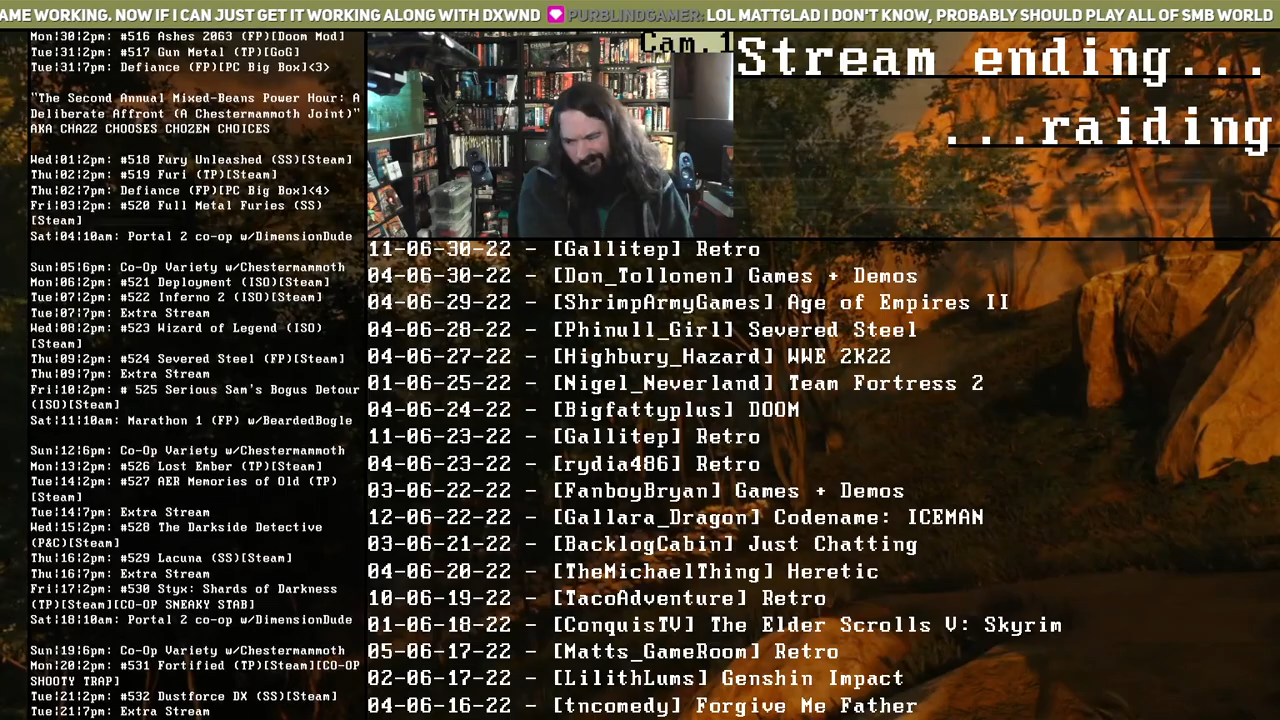 AME WORKING. NOW IF I CAN JUST GET IT WORKING ALONG WITH DXWND PURBLINDGAMER: LOL MATTGLAD I DON'T KNOW, PROBABLY SHOULD PLAY ALL OF SMB WORLD
Mon|30|2pm: #516 Ashes 2063 (FP)[Doom Mod]
Tue|31|2pm: #517 Gun Metal (TP)[GoG]
Tue|31|7pm: Defiance (FP)[PC Big Box]<3>
"The Second Annual Mixed-Beans Power Hour: A
Deliberate Affront (A Chestermammoth Joint)"
AKA CHAZZ CHOOSES CHOZEN CHOICES
Wed|01|2pm: #518 Fury Unleashed (SS)[Steam]
Thu|02|2pm: #519 Furi (TP)[Steam]
Thu|02|7pm: Defiance (FP)[PC Big Box]<4>
Fri|03|2pm: #520 Full Metal Furies (SS)
[Steam]
Sat|04|10am: Portal 2 co-op w/DimensionDude
Sun|05|6pm: Co-Op Variety w/Chestermammoth
Mon|06|2pm: #521 Deployment (ISO)[Steam]
Tue|07|2pm: #522 Inferno 2 (ISO)[Steam]
Tue|07|7pm: Extra Stream
Wed|08|2pm: #523 Wizard of Legend (ISO)
[Steam]
Thu|09|2pm: #524 Severed Steel (FP)[Steam]
Thu|09|7pm: Extra Stream
Fri|10|2pm: # 525 Serious Sam's Bogus Detour
(ISO)[Steam]
Sat|11|10am: Marathon 1 (FP) w/BeardedBogle
Sun|12|6pm: Co-Op Variety w/Chestermammoth
Mon|13|2pm: #526 Lost Ember (TP)[Steam]
Tue|14|2pm: #527 AER Memories of Old (TP)
[Steam]
Tue|14|7pm: Extra Stream
Wed|15|2pm: #528 The Darkside Detective
(P&C)[Steam]
Thu|16|2pm: #529 Lacuna (SS)[Steam]
Thu|16|7pm: Extra Stream
Fri|17|2pm: #530 Styx: Shards of Darkness
(TP)[Steam][CO-OP SNEAKY STAB]
Sat|18|10am: Portal 2 co-op w/DimensionDude
Sun|19|6pm: Co-Op Variety w/Chestermammoth
Mon|20|2pm: #531 Fortified (TP)[Steam][CO-OP
SHOOTY TRAP]
Tue|21|2pm: #532 Dustforce DX (SS)[Steam]
Tue|21|7pm: Extra Stream
Cam.1
Stream ending...
...raiding
11-06-30-22 - [Gallitep] Retro
04-06-30-22 - [Don_Tollonen] Games + Demos
04-06-29-22 - [ShrimpArmyGames] Age of Empires II
04-06-28-22 - [Phinull_Girl] Severed Steel
04-06-27-22 - [Highbury_Hazard] WWE 2K22
01-06-25-22 - [Nigel_Neverland] Team Fortress 2
04-06-24-22 - [Bigfattyplus] DOOM
11-06-23-22 - [Gallitep] Retro
04-06-23-22 - [rydia486] Retro
03-06-22-22 - [FanboyBryan] Games + Demos
12-06-22-22 - [Gallara_Dragon] Codename: ICEMAN
03-06-21-22 - [BacklogCabin] Just Chatting
04-06-20-22 - [TheMichaelThing] Heretic
10-06-19-22 - [TacoAdventure] Retro
01-06-18-22 - [ConquisTV] The Elder Scrolls V: Skyrim
05-06-17-22 - [Matts_GameRoom] Retro
02-06-17-22 - [LilithLums] Genshin Impact
04-06-16-22 - [tncomedy] Forgive Me Father